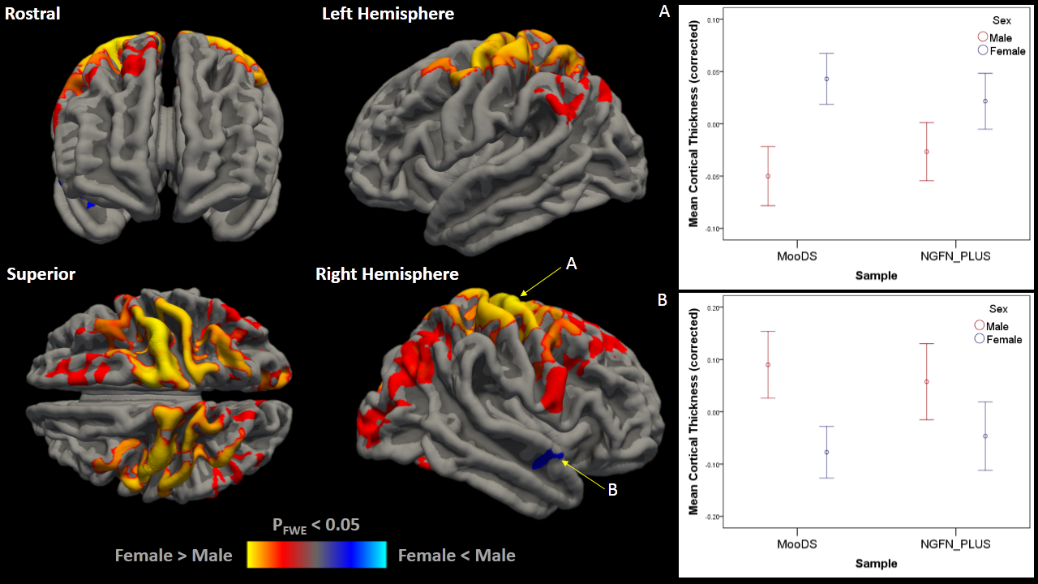 Rostral
Left Hemisphere
Superior
Right Hemisphere
A
B
P_FWE < 0.05
Female > Male
Female < Male
A
Mean Cortical Thickness (corrected)
0.10
0.05
0.00
-0.05
-0.10
Sex
Male
Female
MooDS
NGFN_PLUS
Sample
B
Mean Cortical Thickness (corrected)
0.20
0.10
0.00
-0.10
-0.20
Sex
Male
Female
MooDS
NGFN_PLUS
Sample